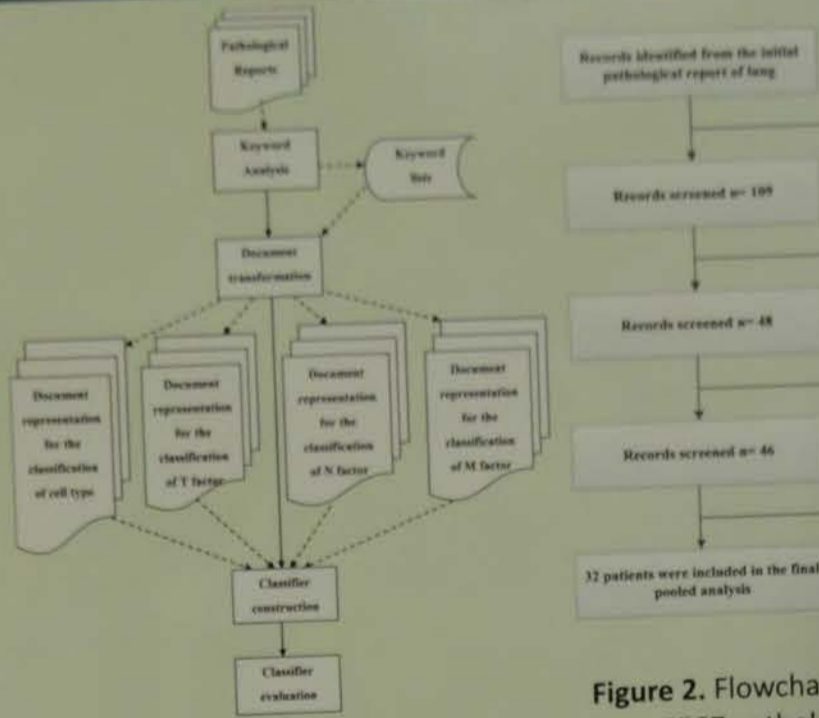 Pathological
Reports
Keyword
Analysis
Keyword
lists
Document
transformation
Document
representation
for the
classification
of cell type
Document
representation
for the
classification
of T factor
Document
representation
for the
classification
of N factor
Document
representation
for the
classification
of M factor
Classifier
construction
Classifier
evaluation
Records identified from the initial
pathological report of lung
Records screened n= 109
Records screened n= 48
Records screened n= 46
32 patients were included in the final
pooled analysis
Figure 2. Flowcha